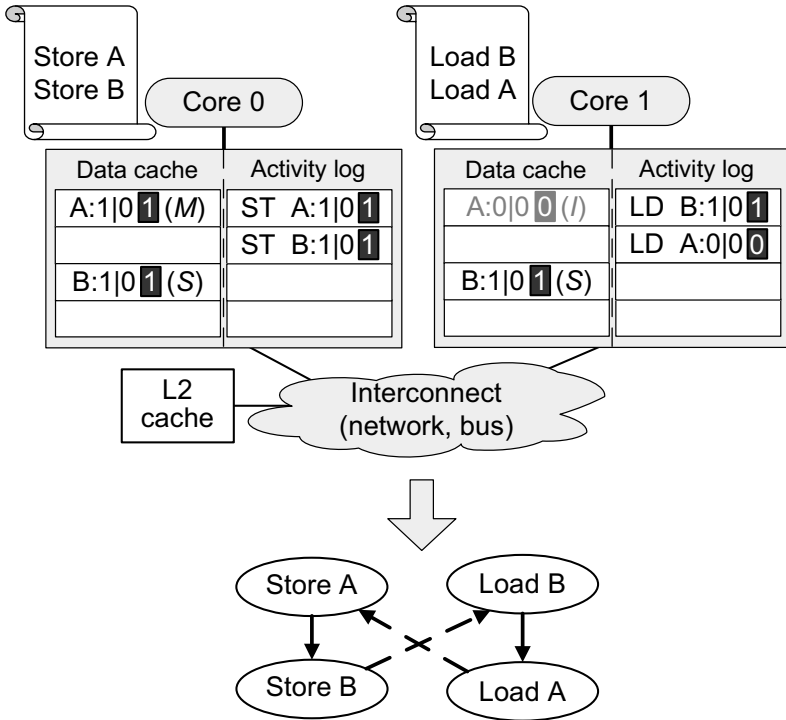 Store A
Store B
Core 0
Load B
Load A
Core 1
Data cache
Activity log
A:1|0 1 (M)
ST A:1|0 1
ST B:1|0 1
B:1|0 1 (S)
Data cache
Activity log
A:0|0 0 (I)
LD B:1|0 1
LD A:0|0 0
B:1|0 1 (S)
L2
cache
Interconnect
(network, bus)
Store A
Load B
Store B
Load A